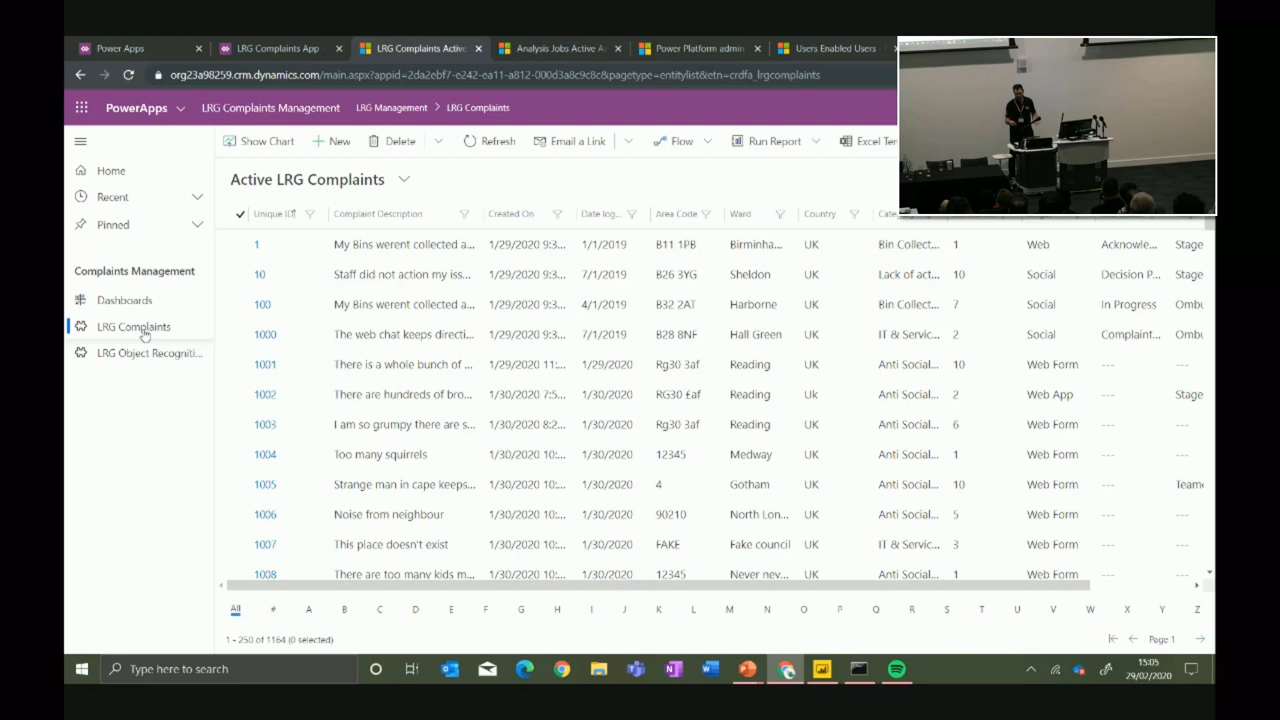 Power Apps
LRG Complaints App
LRG Complaints Active
Analysis Jobs Active A
Power Platform admin
Users Enabled Users
org23a98259.crm.dynamics.com/main.aspx?appid=2da2ebf7-e242-ea11-a812-000d3a8c9c8c&pagetype=entitylist&etn=crdfa_lrgcomplaints
PowerApps LRG Complaints Management LRG Management > LRG Complaints
Show Chart New Delete Refresh Email a Link Flow Run Report Excel Tem
Home
Recent
Pinned
Complaints Management
Dashboards
LRG Complaints
LRG Object Recogniti...
Active LRG Complaints
Unique ID Complaint Description Created On Date log... Area Code Ward Country
1 My Bins werent collected a... 1/29/2020 9:3... 1/1/2019 B11 1PB Birminha... UK Bin Collect... 1 Web Acknowle... Stage
10 Staff did not action my iss... 1/29/2020 9:3... 7/1/2019 B26 3YG Sheldon UK Lack of act... 10 Social Decision P... Stage
100 My Bins werent collected a... 1/29/2020 9:3... 4/1/2019 B32 2AT Harborne UK Bin Collect... 7 Social In Progress Ombu
1000 The web chat keeps directi... 1/29/2020 9:3... 7/1/2019 B28 8NF Hall Green UK IT & Servic... 2 Social Complaint... Ombu
1001 There is a whole bunch of ... 1/29/2020 11:... 1/29/2020 Rg30 3af Reading UK Anti Social... 10 Web Form --- ---
1002 There are hundreds of bro... 1/30/2020 7:5... 1/30/2020 RG30 £af Reading Uk Anti Social... 2 Web App --- Stage
1003 I am so grumpy there are s... 1/30/2020 8:2... 1/30/2020 Rg30 3af Reading UK Anti Social... 6 Web Form --- ---
1004 Too many squirrels 1/30/2020 10:... 1/30/2020 12345 Medway UK Anti Social... 1 Web Form --- ---
1005 Strange man in cape keeps... 1/30/2020 10:... 1/30/2020 4 Gotham UK Anti Social... 10 Web Form --- Team
1006 Noise from neighbour 1/30/2020 10:... 1/30/2020 90210 North Lon... UK Anti Social... 5 Web Form --- ---
1007 This place doesn't exist 1/30/2020 10:... 1/30/2020 FAKE Fake council UK IT & Servic... 3 Web Form --- ---
1008 There are too many kids m... 1/30/2020 10:... 1/30/2020 12345 Never nev... UK Anti Social... 1 Web Form --- ---
All # A B C D E F G H I J K L M N O P Q R S T U V W X Y Z
1 - 250 of 1164 (0 selected) Page 1
Type here to search
15:05
29/02/2020